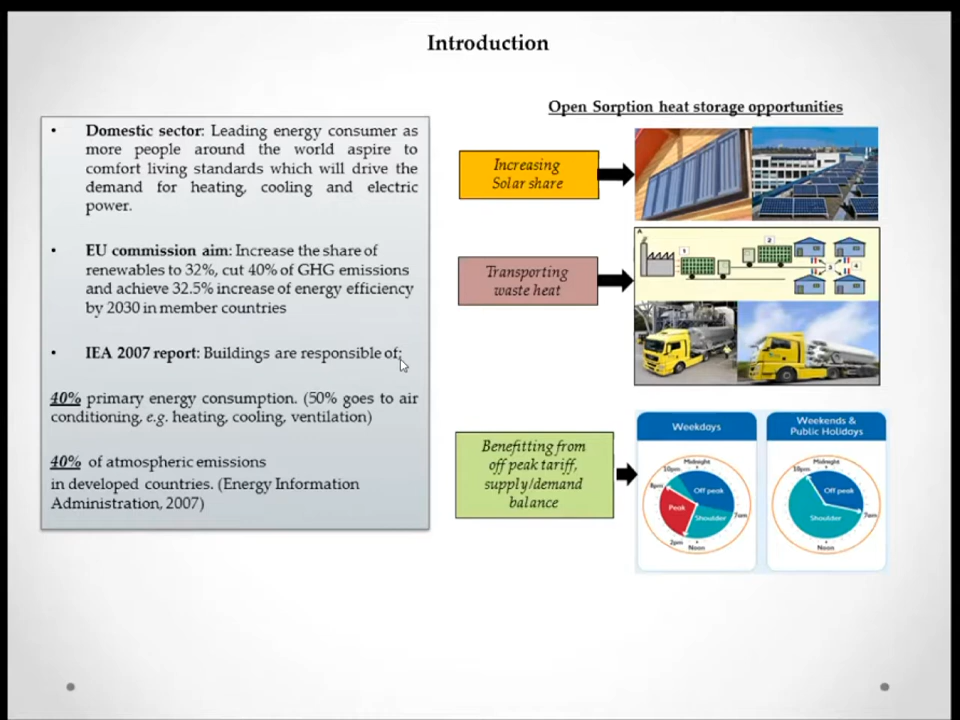 Introduction
• Domestic sector: Leading energy consumer as
more people around the world aspire to
comfort living standards which will drive the
demand for heating, cooling and electric
power.
• EU commission aim: Increase the share of
renewables to 32%, cut 40% of GHG emissions
and achieve 32.5% increase of energy efficiency
by 2030 in member countries
• IEA 2007 report: Buildings are responsible of:
40% primary energy consumption. (50% goes to air
conditioning, e.g. heating, cooling, ventilation)
40% of atmospheric emissions
in developed countries. (Energy Information
Administration, 2007)
Open Sorption heat storage opportunities
Increasing
Solar share
Transporting
waste heat
A
1
2
3
4
Benefitting from
off peak tariff,
supply/demand
balance
Weekdays
Midnight
10pm
8pm
Off peak
Peak
Shoulder
7am
2pm
Noon
Weekends &
Public Holidays
Midnight
10pm
Off peak
7am
Shoulder
Noon